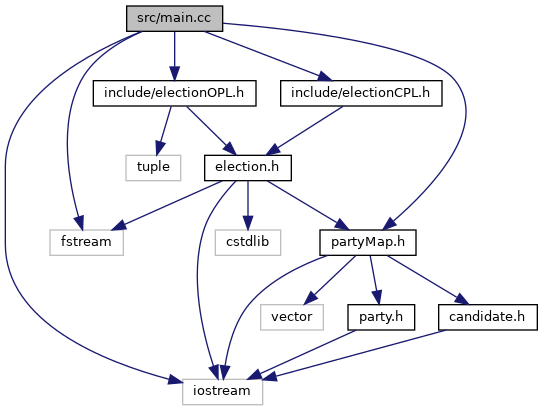 src/main.cc
include/electionOPL.h
include/electionCPL.h
tuple
election.h
fstream
cstdlib
partyMap.h
vector
party.h
candidate.h
iostream